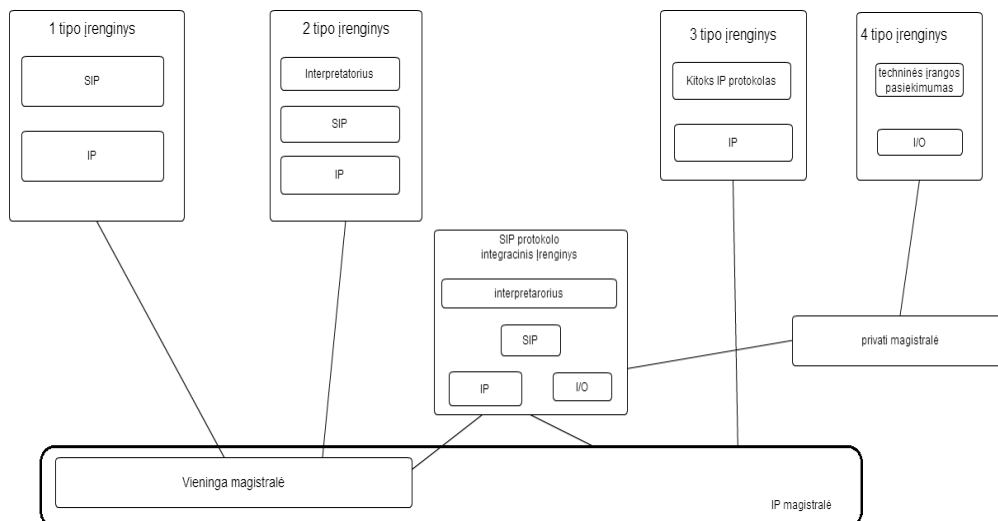 1 tipo įrenginys
SIP
IP
2 tipo įrenginys
Interpretatorius
SIP
IP
3 tipo įrenginys
Kitoks IP protokolas
IP
4 tipo įrenginys
techninės įrangos
pasiekimumas
I/O
SIP protokolo
integracinis Įrenginys
interpretarorius
SIP
IP
I/O
privati magistralė
Vieninga magistralė
IP magistralė